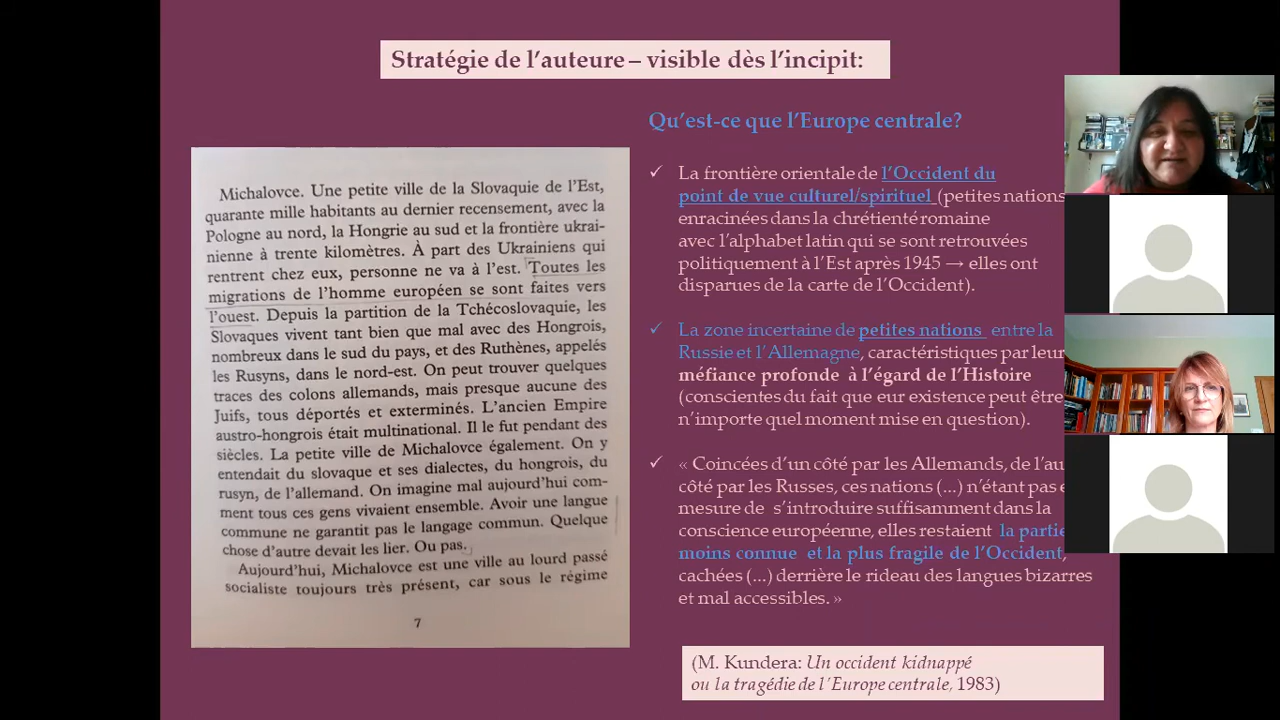 Stratégie de l'auteure – visible dès l'incipit:
Michalovce. Une petite ville de la Slovaquie de l'Est,
quarante mille habitants au dernier recensement, avec la
Pologne au nord, la Hongrie au sud et la frontière ukrai-
nienne à trente kilomètres. À part des Ukrainiens qui
rentrent chez eux, personne ne va à l'est. Toutes les
migrations de l'homme européen se sont faites vers
l'ouest. Depuis la partition de la Tchécoslovaquie, les
Slovaques vivent tant bien que mal avec des Hongrois,
nombreux dans le sud du pays, et des Ruthènes, appelés
les Rusyns, dans le nord-est. On peut trouver quelques
traces des colons allemands, mais presque aucune des
Juifs, tous déportés et exterminés. L'ancien Empire
austro-hongrois était multinational. Il le fut pendant des
siècles. La petite ville de Michalovce également. On y
entendait du slovaque et ses dialectes, du hongrois, du
rusyn, de l'allemand. On imagine mal aujourd'hui com-
ment tous ces gens vivaient ensemble. Avoir une langue
commune ne garantit pas le langage commun. Quelque
chose d'autre devait les lier. Ou pas.
Aujourd'hui, Michalovce est une ville au lourd passé
socialiste toujours très présent, car sous le régime
7
Qu'est-ce que l'Europe centrale?
✓ La frontière orientale de l'Occident du
point de vue culturel/spirituel (petites nations
enracinées dans la chrétienté romaine
avec l'alphabet latin qui se sont retrouvées
politiquement à l'Est après 1945 → elles ont
disparues de la carte de l'Occident).
✓ La zone incertaine de petites nations entre la
Russie et l'Allemagne, caractéristiques par leur
méfiance profonde à l'égard de l'Histoire
(conscientes du fait que eur existence peut être
n'importe quel moment mise en question).
✓ « Coincées d'un côté par les Allemands, de l'au
côté par les Russes, ces nations (...) n'étant pas e
mesure de s'introduire suffisamment dans la
conscience européenne, elles restaient la partie
moins connue et la plus fragile de l'Occident,
cachées (...) derrière le rideau des langues bizarres
et mal accessibles. »
(M. Kundera: Un occident kidnappé
ou la tragédie de l'Europe centrale, 1983)